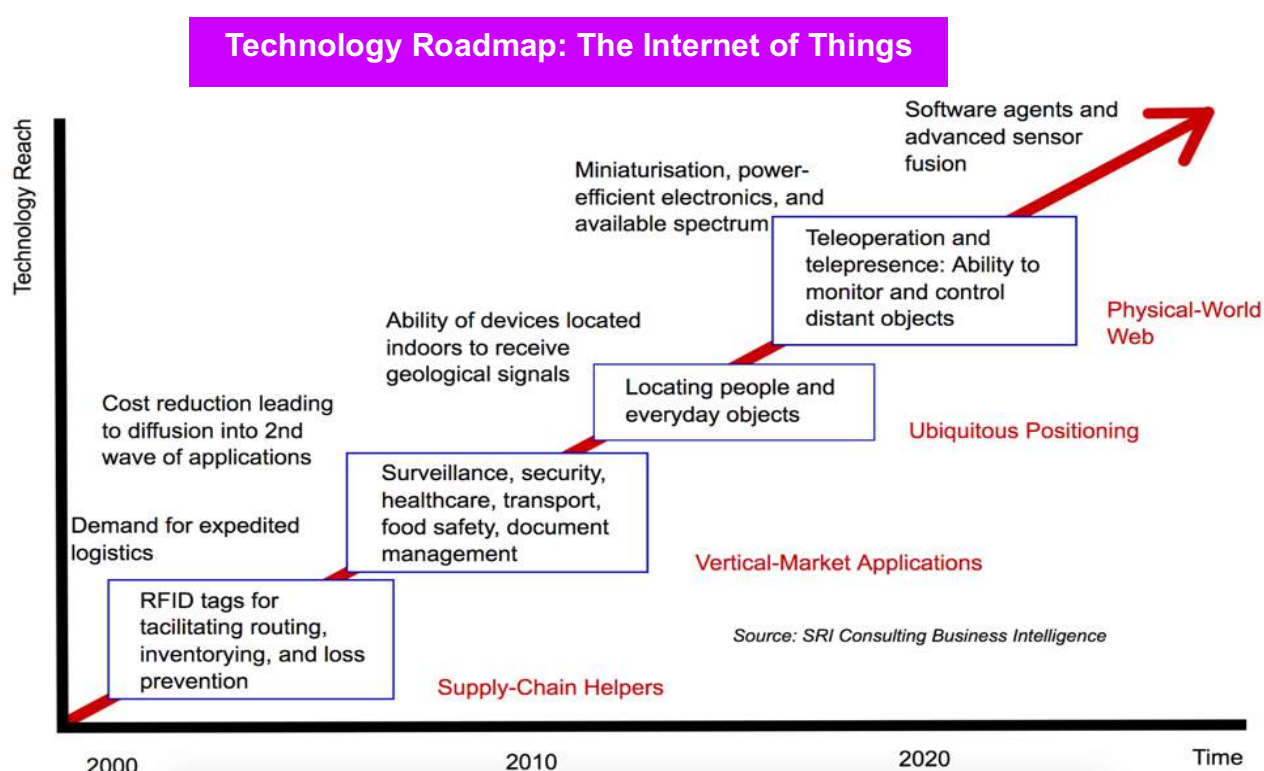 Technology Roadmap: The Internet of Things
Technology Reach
Software agents and
advanced sensor
fusion
Miniaturisation, power-
efficient electronics, and
available spectrum
Teleoperation and
telepresence: Ability to
monitor and control
distant objects
Physical-World
Web
Ability of devices located
indoors to receive
geological signals
Locating people and
everyday objects
Ubiquitous Positioning
Cost reduction leading
to diffusion into 2nd
wave of applications
Surveillance, security,
healthcare, transport,
food safety, document
management
Vertical-Market Applications
Demand for expedited
logistics
RFID tags for
tacilitating routing,
inventorying, and loss
prevention
Supply-Chain Helpers
Source: SRI Consulting Business Intelligence
2000
2010
2020
Time